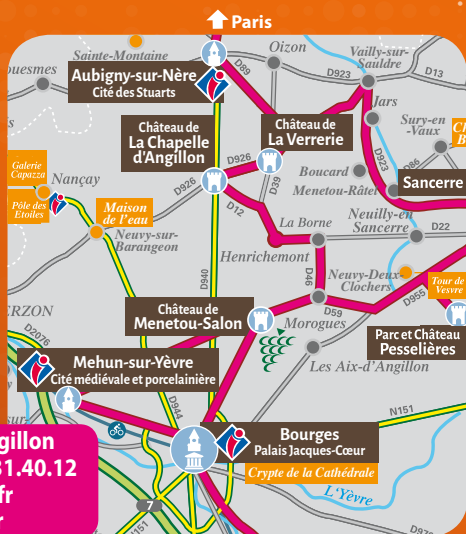 Paris
Sainte-Montaine
Oizon
Vailly-sur-
Sauldre
D923
D13
D89
ouesmes
Aubigny-sur-Nère
Cité des Stuarts
Jars
Château de
La Chapelle
d'Angillon
Château de
La Verrerie
Sury-en
-Vaux
D923
D86
D926
D39
Boucard
Menetou-Râtel
Sancerre
Galerie
Capazza
Nançay
Pôle des
Etoiles
D926
D12
Maison
de l'eau
Neuvy-sur-
Barangeon
La Borne
Neuilly-en
Sancerre
D22
Henrichemont
D940
D46
Neuvy-Deux-
Clochers
Tour de
Vesvre
D955
ERZON
D2076
Château de
Menetou-Salon
D59
Morogues
Parc et Château
Pesselières
Mehun-sur-Yèvre
Cité médiévale et porcelainière
Les Aix-d'Angillon
D944
N151
-sur-
Bourges
Palais Jacques-Cœur
Crypte de la Cathédrale
ngillon
81.40.12
fr
r
L'Yèvre
7
N151
D976